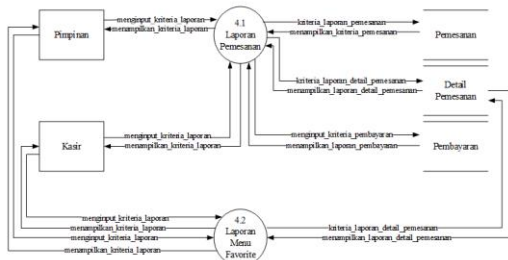 menginput_kriteria_laporan
menampilkan_kriteria_laporan
Pimpinan
4.1
Laporan
Pemesanan
kriteria_laporan_pemesanan
menampilkan_kriteria_pemesanan
Pemesanan
kriteria_laporan_detail_pemesanan
menampilkan_laporan_detail_pemesanan
Detail
Pemesanan
menginput_kriteria_laporan
menampilkan_kriteria_laporan
Kasir
menginput_kriteria_pembayaran
menampilkan_laporan_pembayaran
Pembayaran
menginput_kriteria_laporan
menampilkan_kriteria_laporan
menginput_kriteria_laporan
menampilkan_kriteria_laporan
4.2
Laporan
Menu
Favorite
kriteria_laporan_detail_pemesanan
menampilkan_laporan_detail_pemesanan